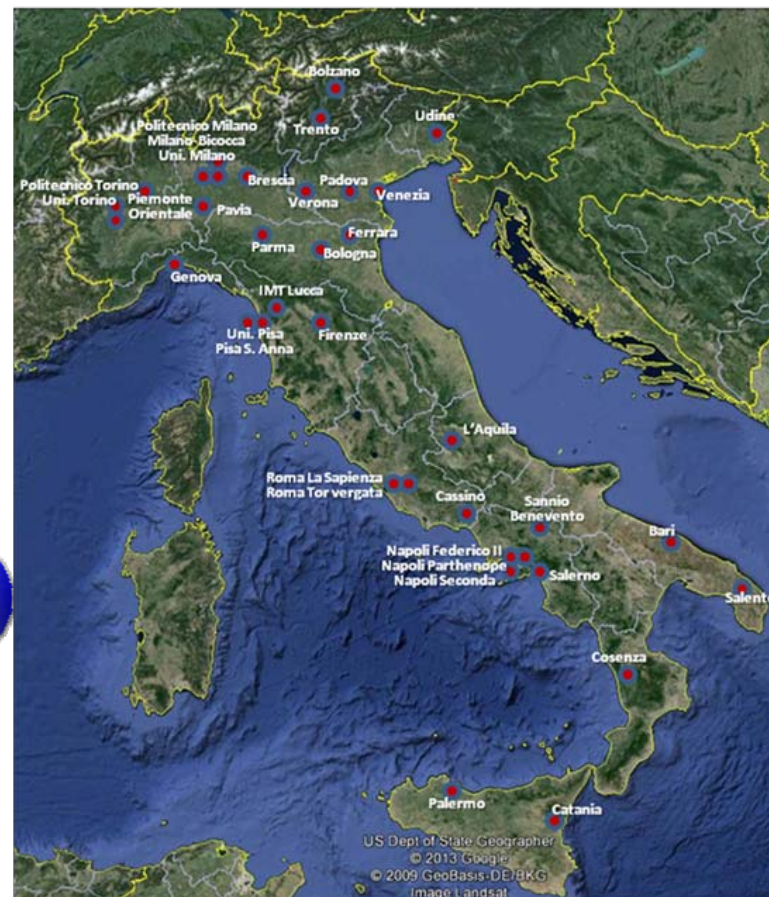 Bolzano
Trento
Udine
Politecnico Milano
Milano-Bicocca
Uni. Milano
Brescia
Verona
Padova
Venezia
Politecnico Torino
Uni. Torino
Piemonte
Orientale
Pavia
Parma
Ferrara
Bologna
Genova
IMT Lucca
Uni. Pisa
Pisa S. Anna
Firenze
L'Aquila
Roma La Sapienza
Roma Tor vergata
Cassino
Sannio
Benevento
Bari
Napoli Federico II
Napoli Parthenope
Napoli Seconda
Salerno
Salento
Cosenza
Palermo
Catania
US Dept of State Geographer
© 2013 Google
© 2009 GeoBasis-DE/BKG
Image Landsat